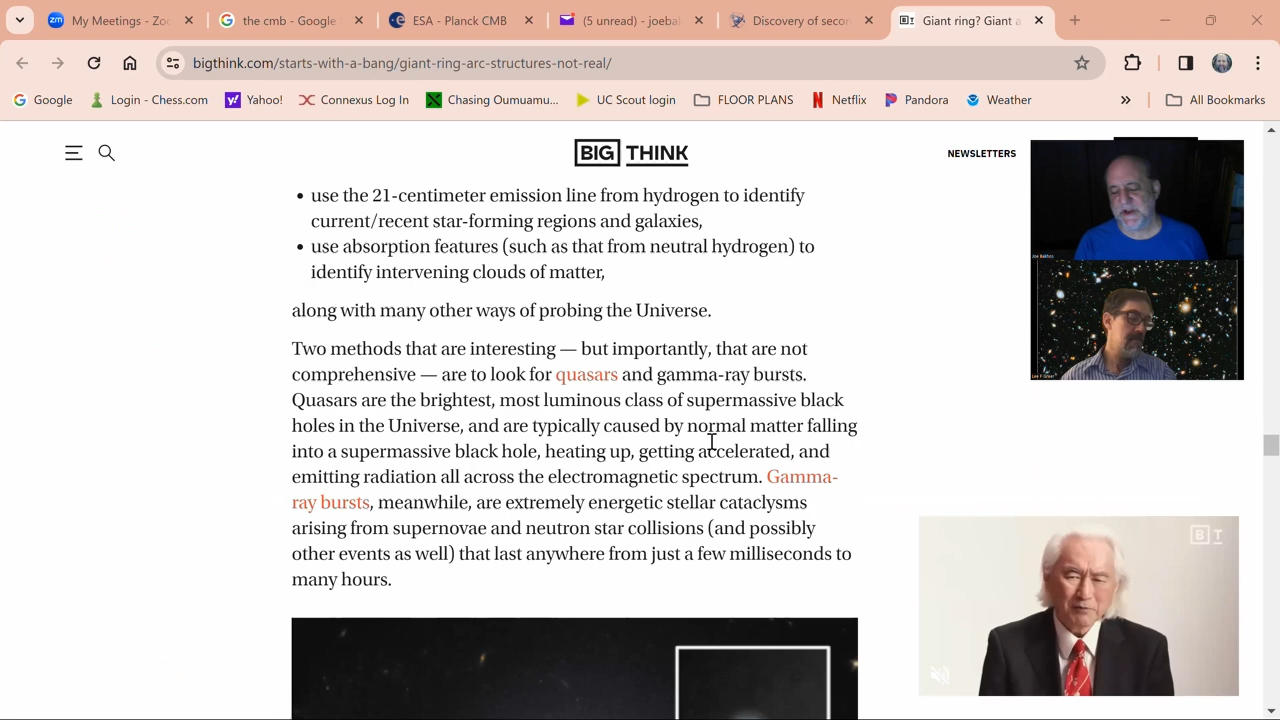 My Meetings - Zoo
the cmb - Google
ESA - Planck CMB
(5 unread) - joebal
Discovery of secon
Giant ring? Giant a
bigthink.com/starts-with-a-bang/giant-ring-arc-structures-not-real/
Google
Login - Chess.com
Yahoo!
Connexus Log In
Chasing Oumuamu...
UC Scout login
FLOOR PLANS
Netflix
Pandora
Weather
All Bookmarks
BIG THINK
NEWSLETTERS
• use the 21-centimeter emission line from hydrogen to identify
current/recent star-forming regions and galaxies,
• use absorption features (such as that from neutral hydrogen) to
identify intervening clouds of matter,
along with many other ways of probing the Universe.
Two methods that are interesting — but importantly, that are not
comprehensive — are to look for quasars and gamma-ray bursts.
Quasars are the brightest, most luminous class of supermassive black
holes in the Universe, and are typically caused by normal matter falling
into a supermassive black hole, heating up, getting accelerated, and
emitting radiation all across the electromagnetic spectrum. Gamma-
ray bursts, meanwhile, are extremely energetic stellar cataclysms
arising from supernovae and neutron star collisions (and possibly
other events as well) that last anywhere from just a few milliseconds to
many hours.
B T